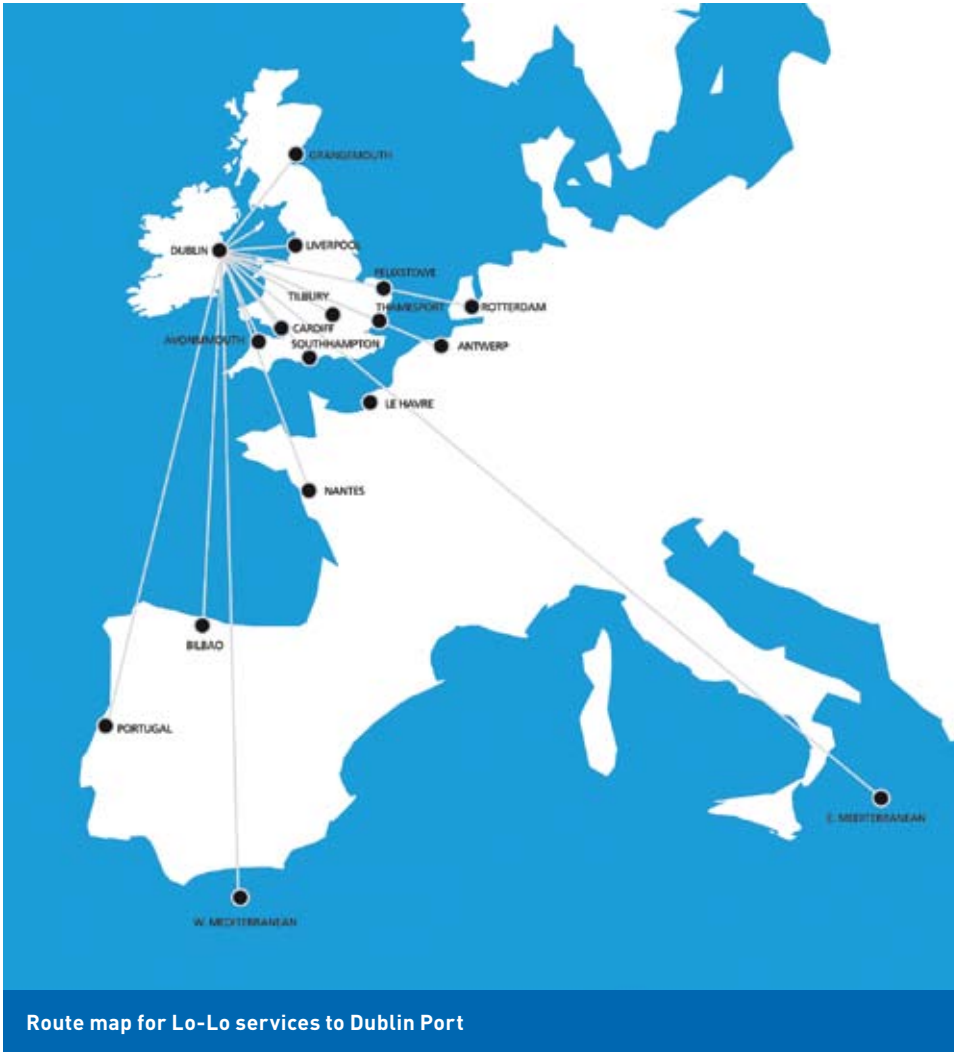 GRANGEMOUTH
DUBLIN
LIVERPOOL
FELIXSTOWE
TILBURY
THAMESPORT
ROTTERDAM
CARDIFF
AVONMMOUTH
SOUTHHAMPTON
ANTWERP
LE HAVRE
NANTES
BILBAO
PORTUGAL
E. MEDITERRANEAN
W. MEDITERRANEAN
Route map for Lo-Lo services to Dublin Port